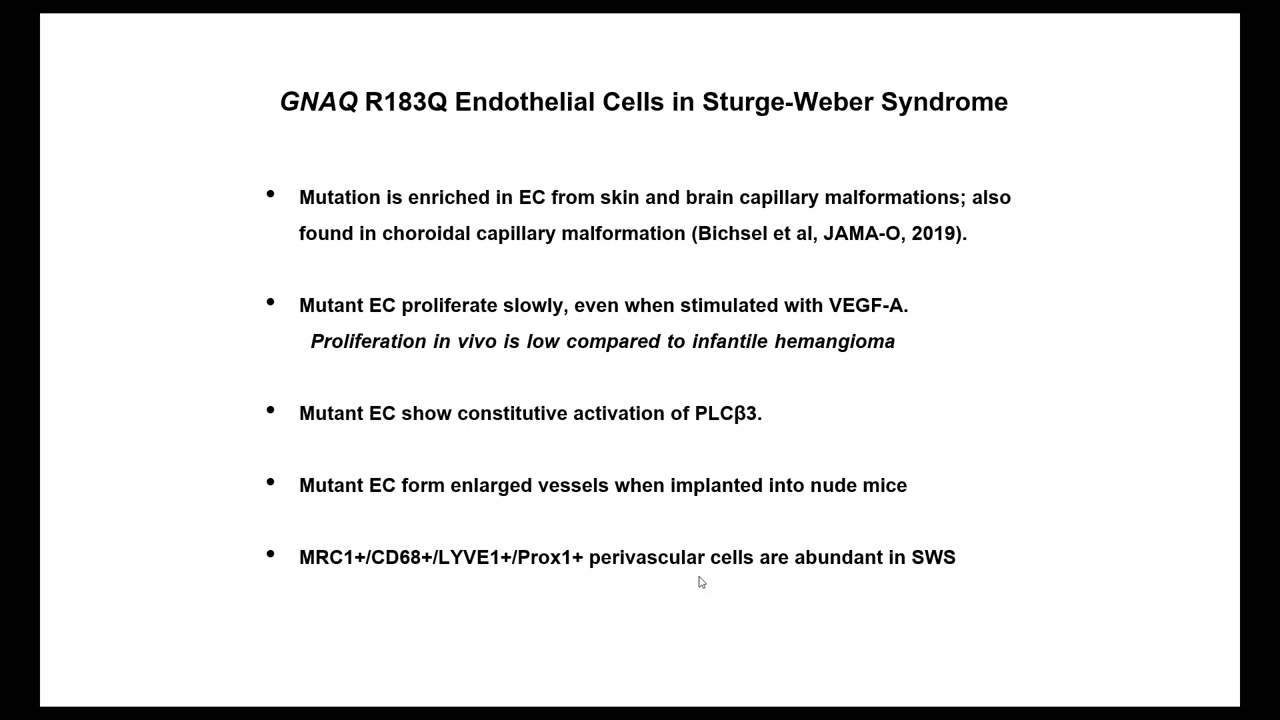 GNAQ R183Q Endothelial Cells in Sturge-Weber Syndrome
• Mutation is enriched in EC from skin and brain capillary malformations; also
found in choroidal capillary malformation (Bichsel et al, JAMA-O, 2019).
• Mutant EC proliferate slowly, even when stimulated with VEGF-A.
Proliferation in vivo is low compared to infantile hemangioma
• Mutant EC show constitutive activation of PLCβ3.
• Mutant EC form enlarged vessels when implanted into nude mice
• MRC1+/CD68+/LYVE1+/Prox1+ perivascular cells are abundant in SWS